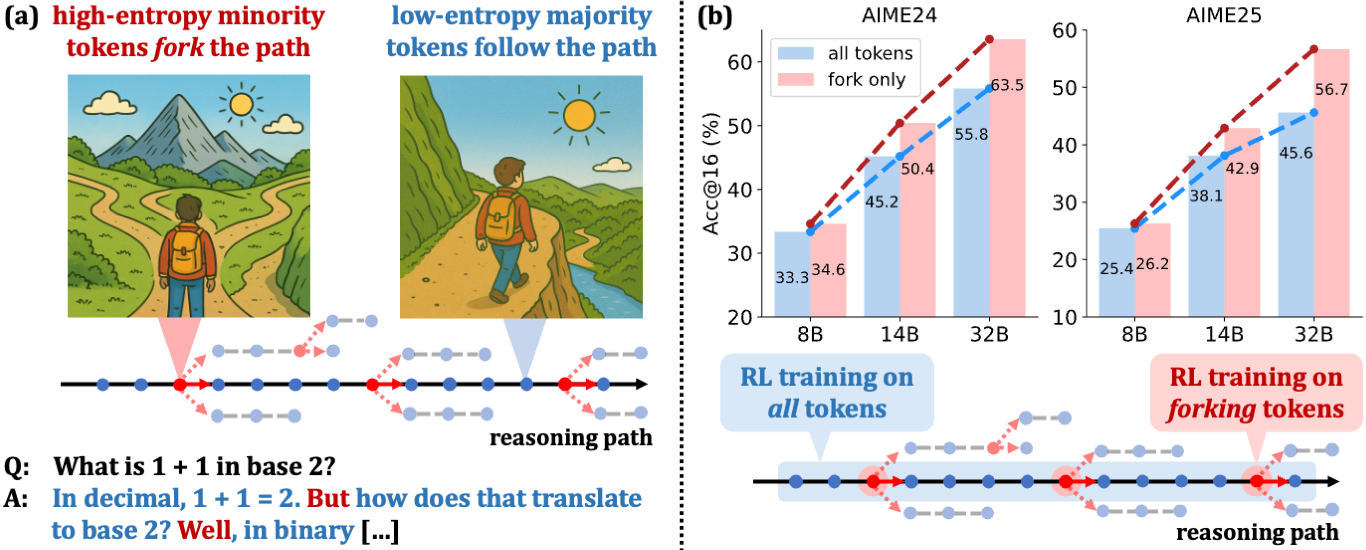 (a)
high-entropy minority
tokens fork the path
low-entropy majority
tokens follow the path
reasoning path
Q: What is 1 + 1 in base 2?
A: In decimal, 1 + 1 = 2. But how does that translate
to base 2? Well, in binary [...]
(b)
AIME24
Acc@16 (%)
60
50
40
30
20
all tokens
fork only
33.3
34.6
45.2
50.4
55.8
63.5
8B
14B
32B
AIME25
60
50
40
30
20
10
25.4
26.2
38.1
42.9
45.6
56.7
8B
14B
32B
RL training on
all tokens
RL training on
forking tokens
reasoning path